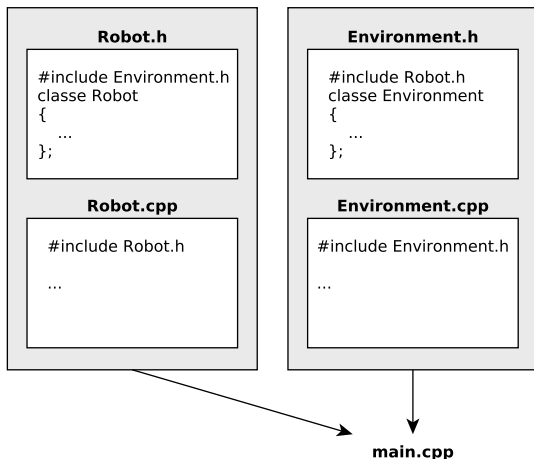 Robot.h
#include Environment.h
classe Robot
{
...
};
Robot.cpp
#include Robot.h
...
Environment.h
#include Robot.h
classe Environment
{
...
};
Environment.cpp
#include Environment.h
...
main.cpp